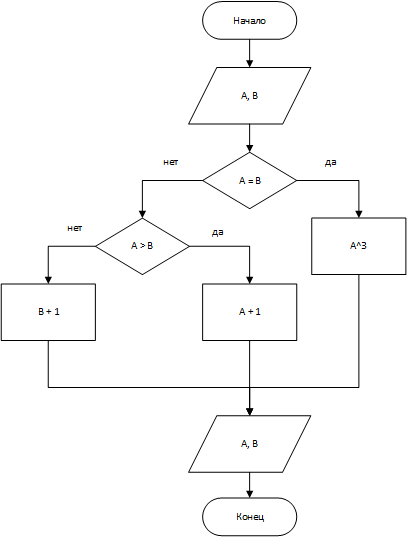 Начало
А, В
А = В
нет
да
А > В
нет
да
А^3
В + 1
А + 1
А, В
Конец